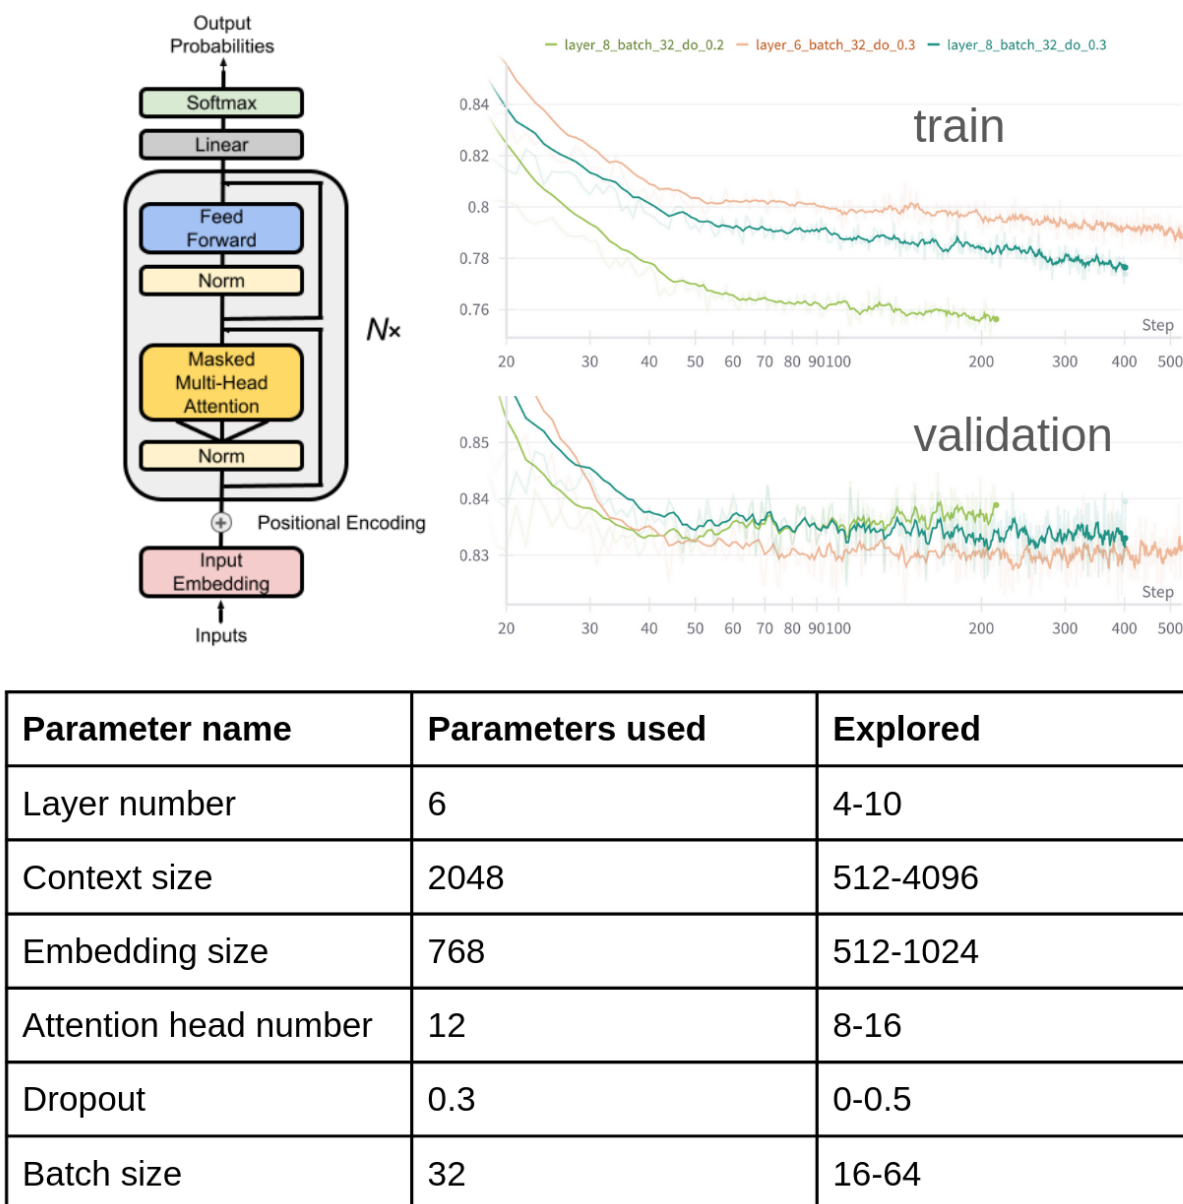 Output
Probabilities
Softmax
Linear
Feed
Forward
Norm
Masked
Multi-Head
Attention
Norm
N×
Positional Encoding
Input
Embedding
Inputs
layer_8_batch_32_do_0.2 layer_6_batch_32_do_0.3 layer_8_batch_32_do_0.3
train
0.84
0.82
0.8
0.78
0.76
Step
20 30 40 50 60 70 80 90 100 200 300 400 500
validation
0.85
0.84
0.83
Step
20 30 40 50 60 70 80 90 100 200 300 400 500
Parameter name Parameters used Explored
Layer number 6 4-10
Context size 2048 512-4096
Embedding size 768 512-1024
Attention head number 12 8-16
Dropout 0.3 0-0.5
Batch size 32 16-64